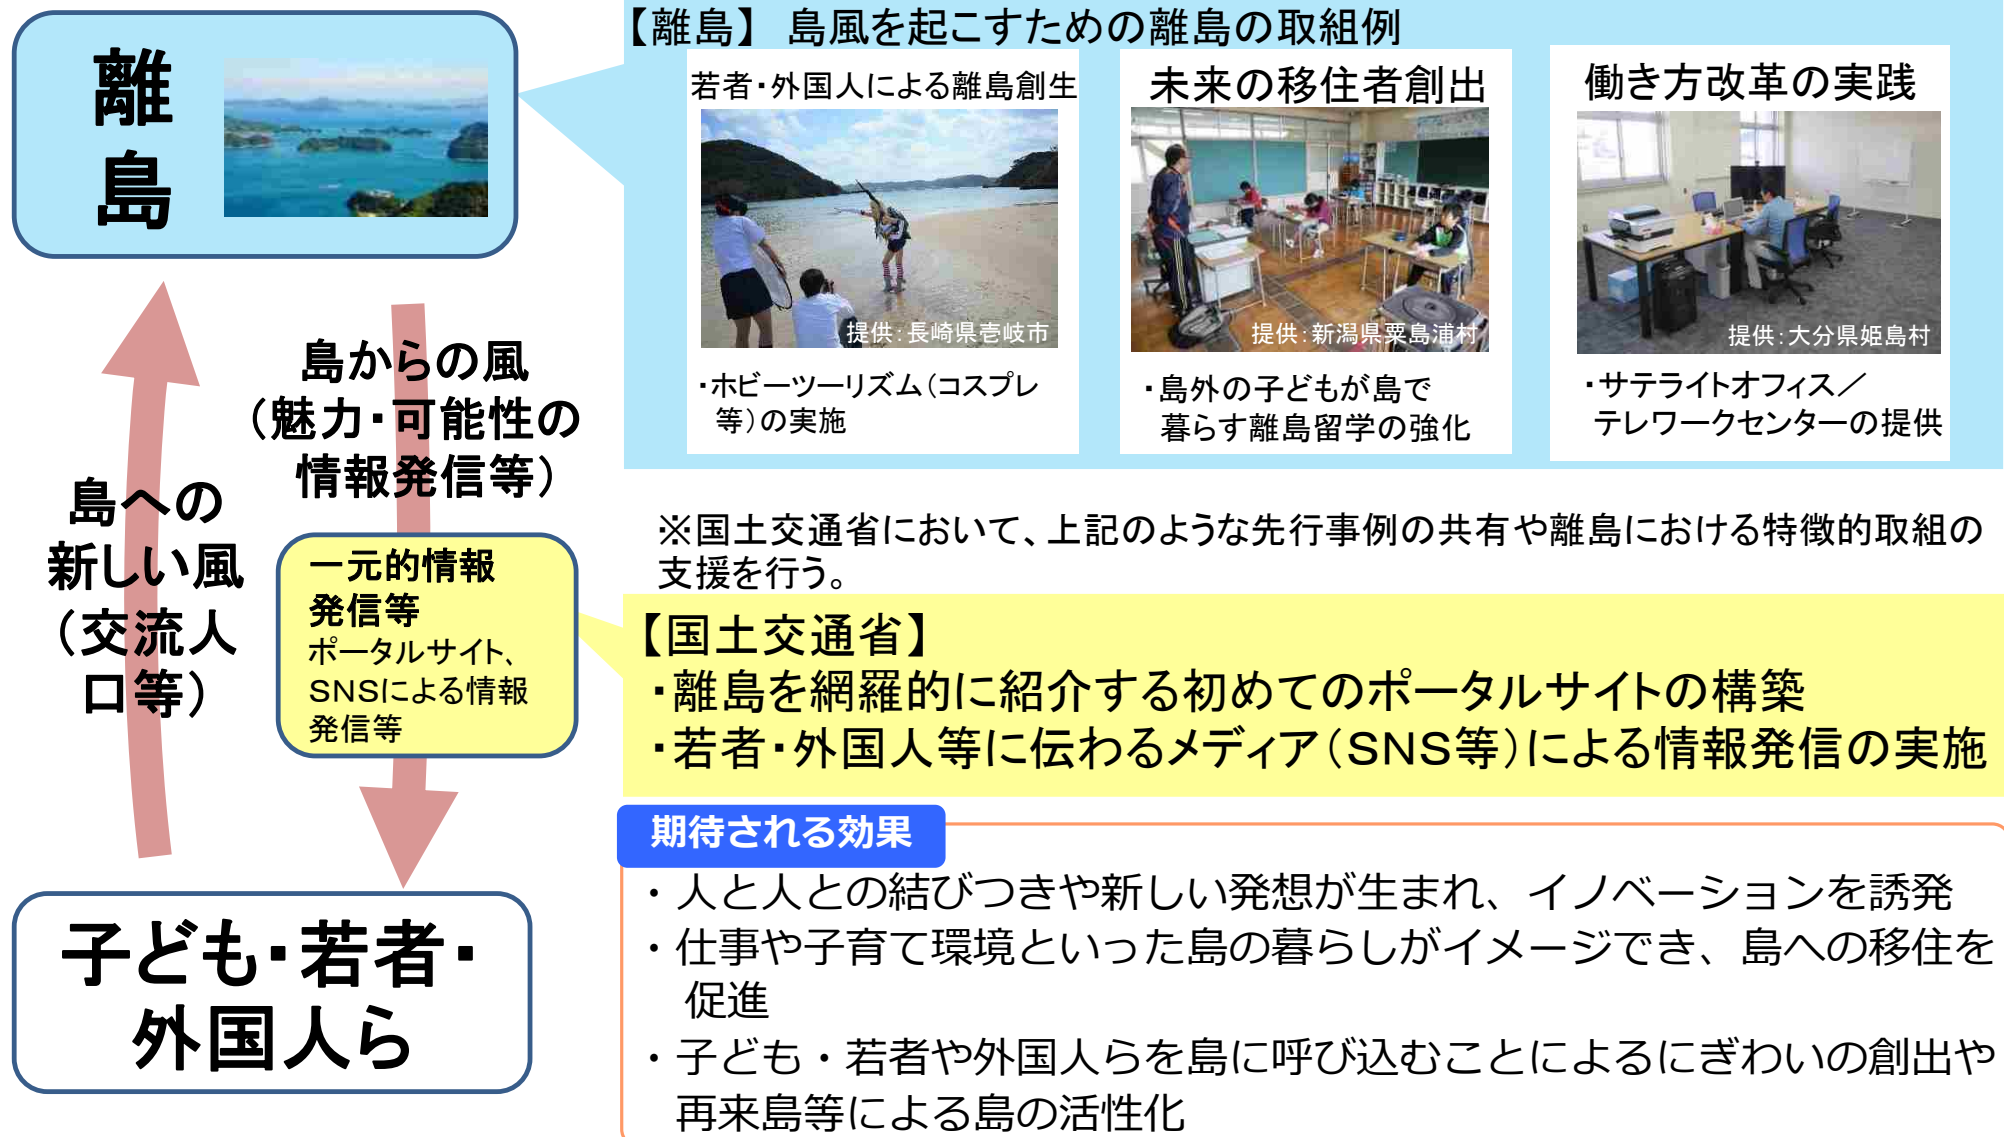 離
島
島からの風
（魅力・可能性の
情報発信等）
島への
新しい風
（交流人
口等）
一元的情報
発信等
ポータルサイト、
ＳＮＳによる情報
発信等
子ども・若者・
外国人ら
【離島】 島風を起こすための離島の取組例
若者・外国人による離島創生
提供：長崎県壱岐市
・ホビーツーリズム（コスプレ
等）の実施
未来の移住者創出
提供：新潟県粟島浦村
・島外の子どもが島で
暮らす離島留学の強化
働き方改革の実践
提供：大分県姫島村
・サテライトオフィス／
テレワークセンターの提供
※国土交通省において、上記のような先行事例の共有や離島における特徴的取組の
支援を行う。
【国土交通省】
・離島を網羅的に紹介する初めてのポータルサイトの構築
・若者・外国人等に伝わるメディア（ＳＮＳ等）による情報発信の実施
期待される効果
・人と人との結びつきや新しい発想が生まれ、イノベーションを誘発
・仕事や子育て環境といった島の暮らしがイメージでき、島への移住を
促進
・子ども・若者や外国人らを島に呼び込むことによるにぎわいの創出や
再来島等による島の活性化